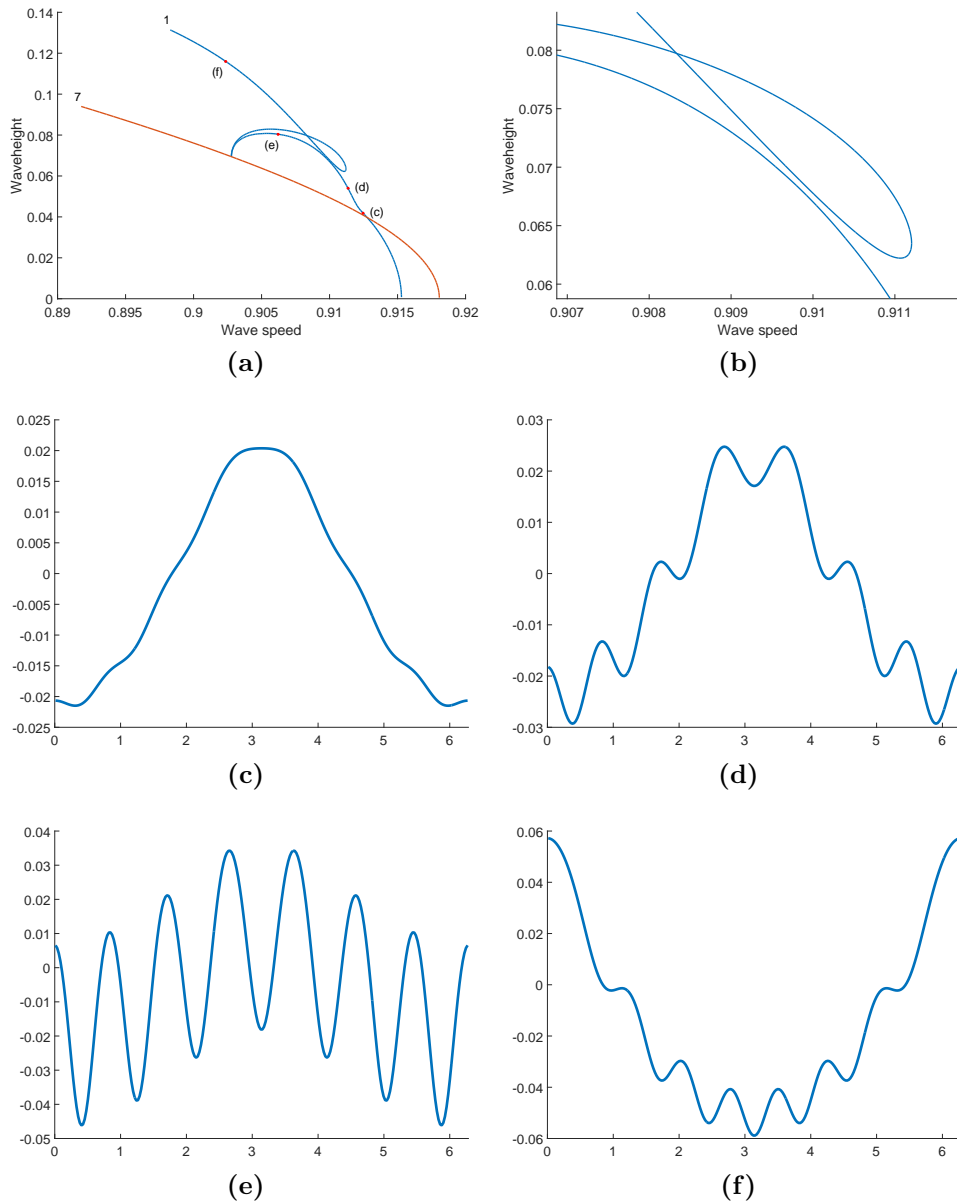 0.14
0.12
0.1
0.08
0.06
0.04
0.02
0
Waveheight
1
7
(f)
(e)
(d)
(c)
0.89 0.895 0.9 0.905 0.91 0.915 0.92
Wave speed
(a)
0.08
0.075
0.07
0.065
0.06
Waveheight
0.907 0.908 0.909 0.91 0.911
Wave speed
(b)
0.025
0.02
0.015
0.01
0.005
0
-0.005
-0.01
-0.015
-0.02
-0.025
0 1 2 3 4 5 6
(c)
0.03
0.02
0.01
0
-0.01
-0.02
-0.03
0 1 2 3 4 5 6
(d)
0.04
0.03
0.02
0.01
0
-0.01
-0.02
-0.03
-0.04
-0.05
0 1 2 3 4 5 6
(e)
0.06
0.04
0.02
0
-0.02
-0.04
-0.06
0 1 2 3 4 5 6
(f)